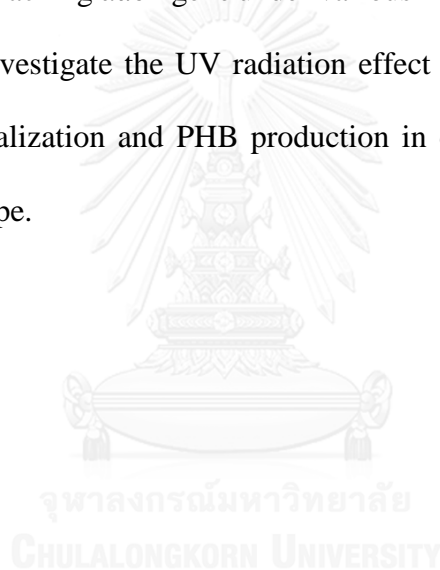 vestigate the UV radiation effect
alization and PHB production in
pe.
จุฬาลงกรณ์มหาวิทยาลัย
CHULALONGKORN UNIVERSITY